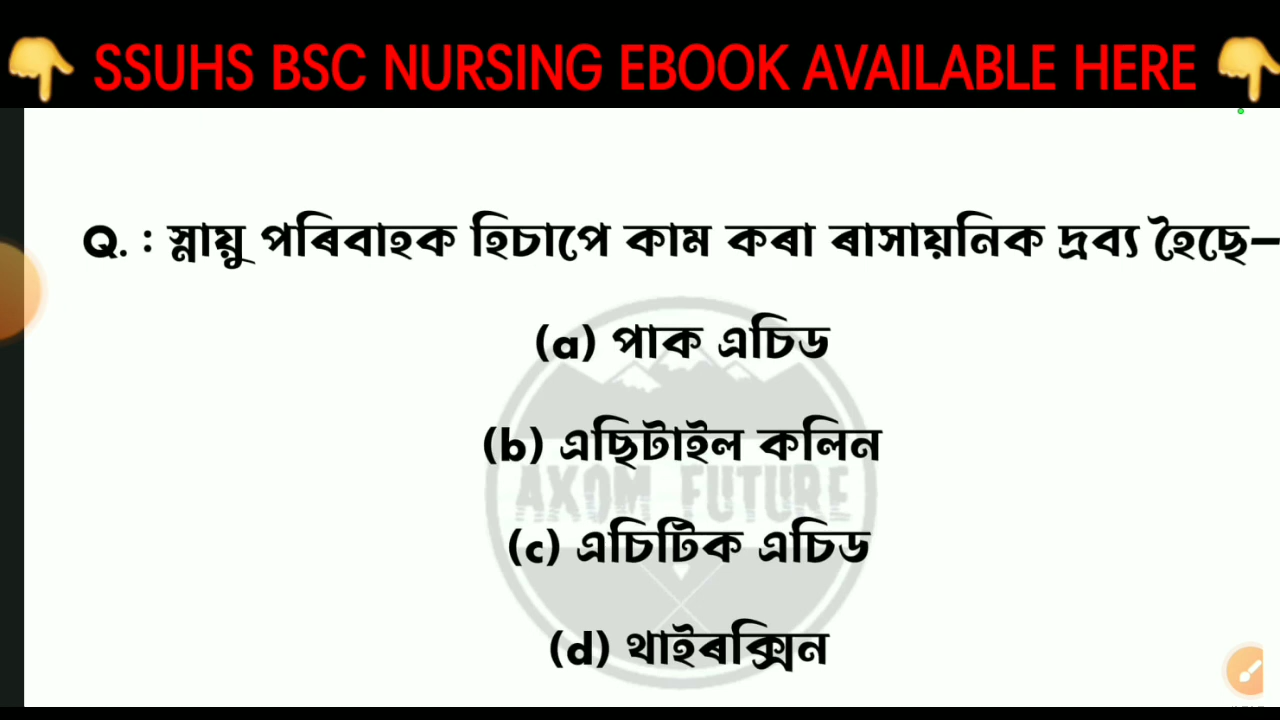 👇 SSUHS BSC NURSING EBOOK AVAILABLE HERE 👇
Q. : স্নায়ু পৰিবাহক হিচাপে কাম কৰা ৰাসায়নিক দ্ৰব্য হৈছে–
(a) পাক এচিড
(b) এছিটাইল কলিন
AXOM FUTURE
(c) এচিটিক এচিড
(d) থাইৰক্সিন